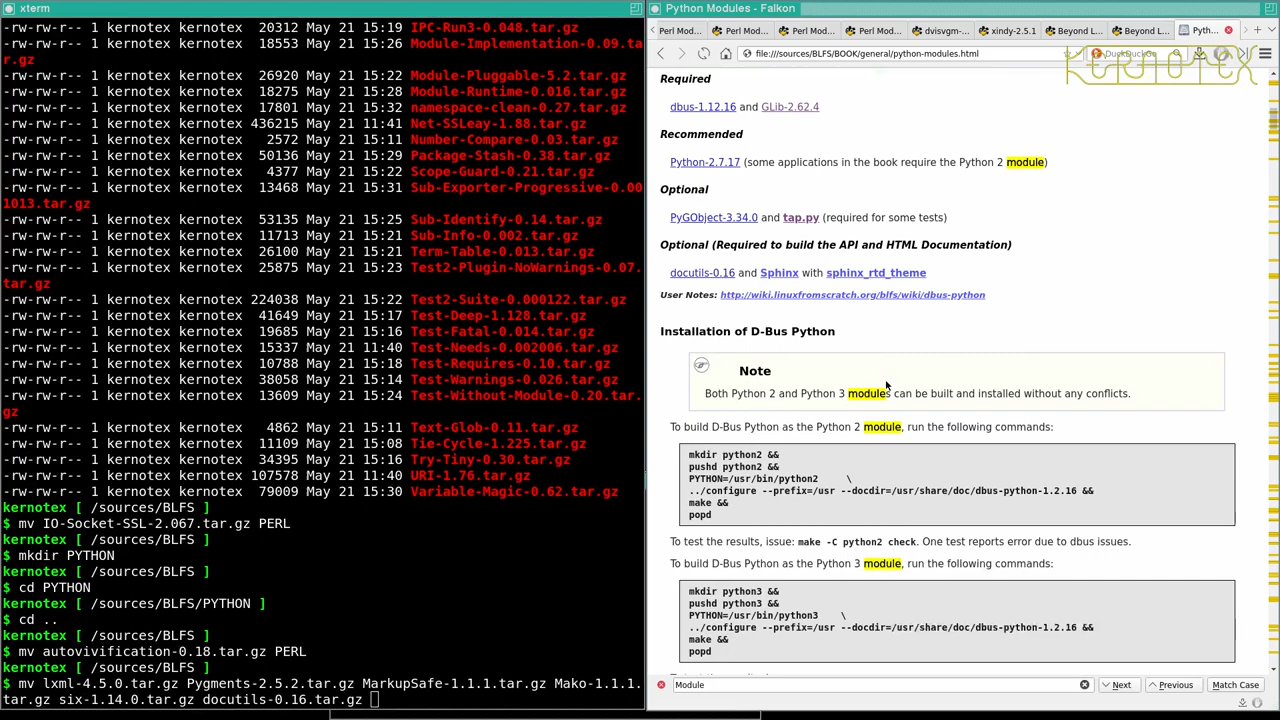 xterm
-rw-rw-r-- 1 kernotex kernotex  20312 May 21 15:19 IPC-Run3-0.048.tar.gz
-rw-rw-r-- 1 kernotex kernotex  18553 May 21 15:26 Module-Implementation-0.09.ta
r.gz
-rw-rw-r-- 1 kernotex kernotex  26920 May 21 15:22 Module-Pluggable-5.2.tar.gz
-rw-rw-r-- 1 kernotex kernotex  18275 May 21 15:28 Module-Runtime-0.016.tar.gz
-rw-rw-r-- 1 kernotex kernotex  17801 May 21 15:32 namespace-clean-0.27.tar.gz
-rw-rw-r-- 1 kernotex kernotex 436215 May 21 11:41 Net-SSLeay-1.88.tar.gz
-rw-rw-r-- 1 kernotex kernotex   2572 May 21 15:11 Number-Compare-0.03.tar.gz
-rw-rw-r-- 1 kernotex kernotex  50136 May 21 15:29 Package-Stash-0.38.tar.gz
-rw-rw-r-- 1 kernotex kernotex   4377 May 21 15:22 Scope-Guard-0.21.tar.gz
-rw-rw-r-- 1 kernotex kernotex  13468 May 21 15:31 Sub-Exporter-Progressive-0.00
1013.tar.gz
-rw-rw-r-- 1 kernotex kernotex  53135 May 21 15:25 Sub-Identify-0.14.tar.gz
-rw-rw-r-- 1 kernotex kernotex  11713 May 21 15:21 Sub-Info-0.002.tar.gz
-rw-rw-r-- 1 kernotex kernotex  26100 May 21 15:21 Term-Table-0.013.tar.gz
-rw-rw-r-- 1 kernotex kernotex  25875 May 21 15:23 Test2-Plugin-NoWarnings-0.07.
tar.gz
-rw-rw-r-- 1 kernotex kernotex 224038 May 21 15:22 Test2-Suite-0.000122.tar.gz
-rw-rw-r-- 1 kernotex kernotex  41649 May 21 15:17 Test-Deep-1.128.tar.gz
-rw-rw-r-- 1 kernotex kernotex  19685 May 21 15:16 Test-Fatal-0.014.tar.gz
-rw-rw-r-- 1 kernotex kernotex  15337 May 21 11:40 Test-Needs-0.002006.tar.gz
-rw-rw-r-- 1 kernotex kernotex  10788 May 21 15:18 Test-Requires-0.10.tar.gz
-rw-rw-r-- 1 kernotex kernotex  38058 May 21 15:14 Test-Warnings-0.026.tar.gz
-rw-rw-r-- 1 kernotex kernotex  13609 May 21 15:24 Test-Without-Module-0.20.tar.
gz
-rw-rw-r-- 1 kernotex kernotex   4862 May 21 15:11 Text-Glob-0.11.tar.gz
-rw-rw-r-- 1 kernotex kernotex  11109 May 21 15:08 Tie-Cycle-1.225.tar.gz
-rw-rw-r-- 1 kernotex kernotex  34395 May 21 15:16 Try-Tiny-0.30.tar.gz
-rw-rw-r-- 1 kernotex kernotex 107578 May 21 11:40 URI-1.76.tar.gz
-rw-rw-r-- 1 kernotex kernotex  79009 May 21 15:30 Variable-Magic-0.62.tar.gz
kernotex [ /sources/BLFS ]
$ mv IO-Socket-SSL-2.067.tar.gz PERL
kernotex [ /sources/BLFS ]
$ mkdir PYTHON
kernotex [ /sources/BLFS ]
$ cd PYTHON
kernotex [ /sources/BLFS/PYTHON ]
$ cd ..
kernotex [ /sources/BLFS ]
$ mv autovivification-0.18.tar.gz PERL
kernotex [ /sources/BLFS ]
$ mv lxml-4.5.0.tar.gz Pygments-2.5.2.tar.gz MarkupSafe-1.1.1.tar.gz Mako-1.1.1.
tar.gz six-1.14.0.tar.gz docutils-0.16.tar.gz
Python Modules - Falkon
Perl Mod... Perl Mod... Perl Mod... dvisvgm-... xindy-2.5.1 Beyond L... Beyond L... Pyth...
file:///sources/BLFS/BOOK/general/python-modules.html DuckDuckGo
KERNOTEX
Required
dbus-1.12.16 and GLib-2.62.4
Recommended
Python-2.7.17 (some applications in the book require the Python 2 module)
Optional
PyGObject-3.34.0 and tap.py (required for some tests)
Optional (Required to build the API and HTML Documentation)
docutils-0.16 and Sphinx with sphinx_rtd_theme
User Notes: http://wiki.linuxfromscratch.org/blfs/wiki/dbus-python
Installation of D-Bus Python
Note
Both Python 2 and Python 3 modules can be built and installed without any conflicts.
To build D-Bus Python as the Python 2 module, run the following commands:
mkdir python2 &&
pushd python2 &&
PYTHON=/usr/bin/python2 \
../configure --prefix=/usr --docdir=/usr/share/doc/dbus-python-1.2.16 &&
make &&
popd
To test the results, issue: make -C python2 check. One test reports error due to dbus issues.
To build D-Bus Python as the Python 3 module, run the following commands:
mkdir python3 &&
pushd python3 &&
PYTHON=/usr/bin/python3 \
../configure --prefix=/usr --docdir=/usr/share/doc/dbus-python-1.2.16 &&
make &&
popd
Module Next Previous Match Case